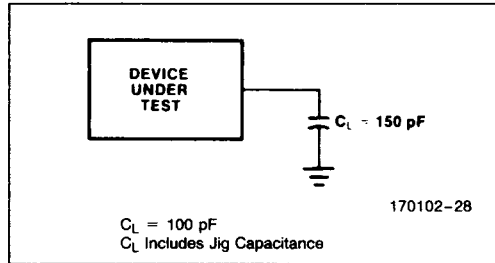 DEVICE
UNDER
TEST
C_L = 150 pF
170102-28
C_L = 100 pF
C_L Includes Jig Capacitance